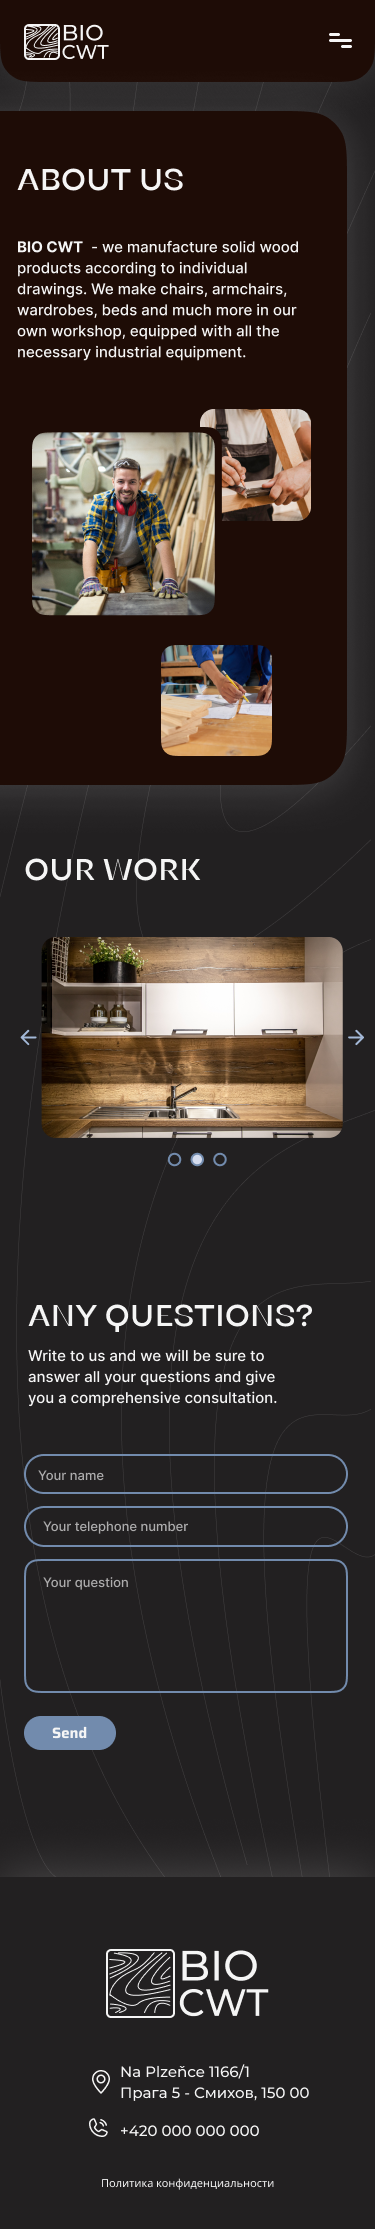 BIO
CWT
ABOUT US
BIO CWT - we manufacture solid wood
products according to individual
drawings. We make chairs, armchairs,
wardrobes, beds and much more in our
own workshop, equipped with all the
necessary industrial equipment.
OUR WORK
ANY QUESTIONS?
Write to us and we will be sure to
answer all your questions and give
you a comprehensive consultation.
Your name
Your telephone number
Your question
Send
BIO
CWT
Na Plzeňce 1166/1
Прага 5 - Смихов, 150 00
+420 000 000 000
Политика конфиденциальности